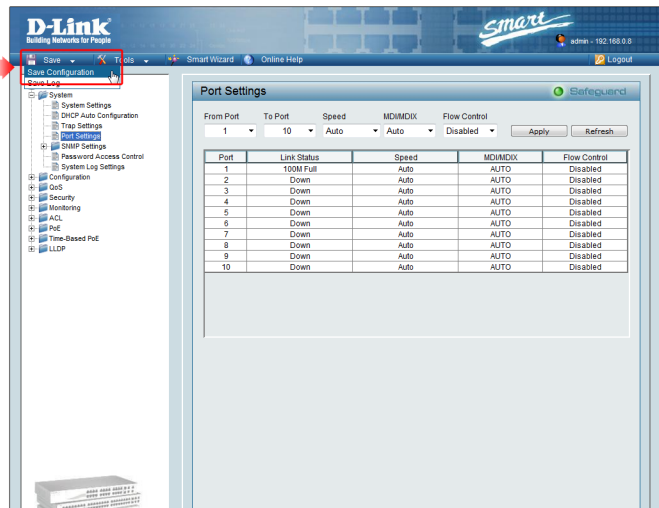 D-Link®
Building Networks for People
smart
admin - 192.168.0.8
Save Tools Smart Wizard Online Help Logout
Save Configuration
Save Log
System
System Settings
DHCP Auto Configuration
Trap Settings
Port Settings
SNMP Settings
Password Access Control
System Log Settings
Configuration
QoS
Security
Monitoring
ACL
PoE
Time-Based PoE
LLDP
Port Settings
Safeguard
From Port To Port Speed MDI/MDIX Flow Control
1 10 Auto Auto Disabled Apply Refresh
Port Link Status Speed MDI/MDIX Flow Control
1 100M Full Auto AUTO Disabled
2 Down Auto AUTO Disabled
3 Down Auto AUTO Disabled
4 Down Auto AUTO Disabled
5 Down Auto AUTO Disabled
6 Down Auto AUTO Disabled
7 Down Auto AUTO Disabled
8 Down Auto AUTO Disabled
9 Down Auto AUTO Disabled
10 Down Auto AUTO Disabled